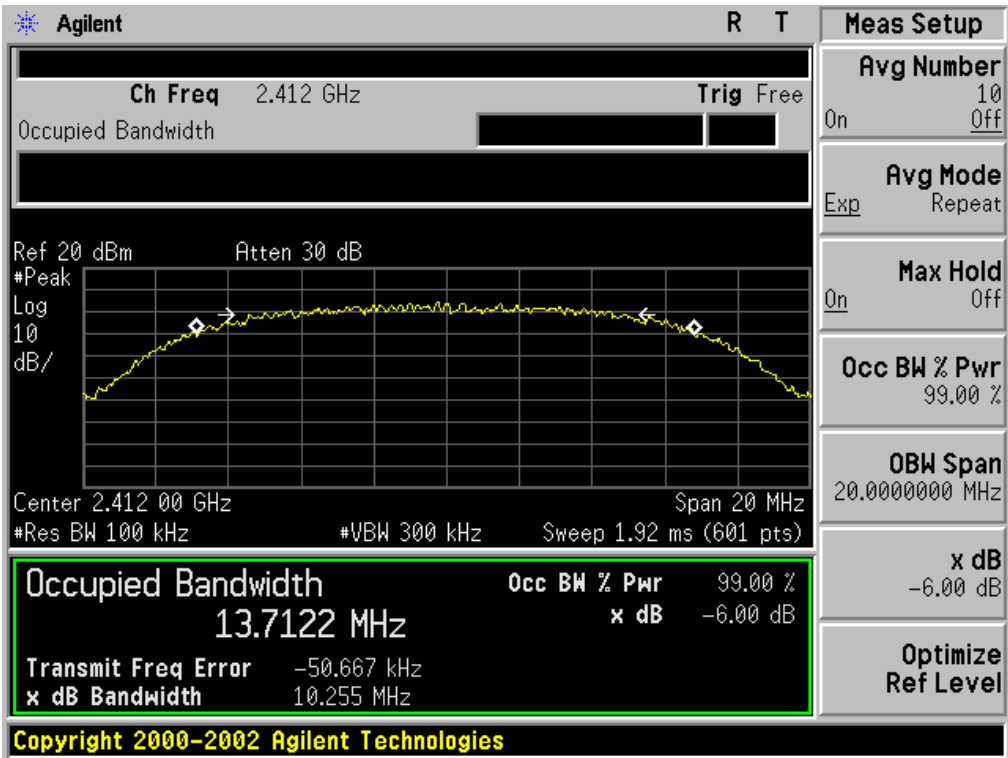 Agilent R T
Ch Freq 2.412 GHz Trig Free
Occupied Bandwidth
Ref 20 dBm Atten 30 dB
#Peak
Log
10
dB/
Center 2.412 00 GHz Span 20 MHz
#Res BW 100 kHz #VBW 300 kHz Sweep 1.92 ms (601 pts)
Occupied Bandwidth Occ BW % Pwr 99.00 %
13.7122 MHz x dB -6.00 dB
Transmit Freq Error -50.667 kHz
x dB Bandwidth 10.255 MHz
Copyright 2000-2002 Agilent Technologies
Meas Setup
Avg Number
10
On Off
Avg Mode
Exp Repeat
Max Hold
On Off
Occ BW % Pwr
99.00 %
OBW Span
20.0000000 MHz
x dB
-6.00 dB
Optimize
Ref Level